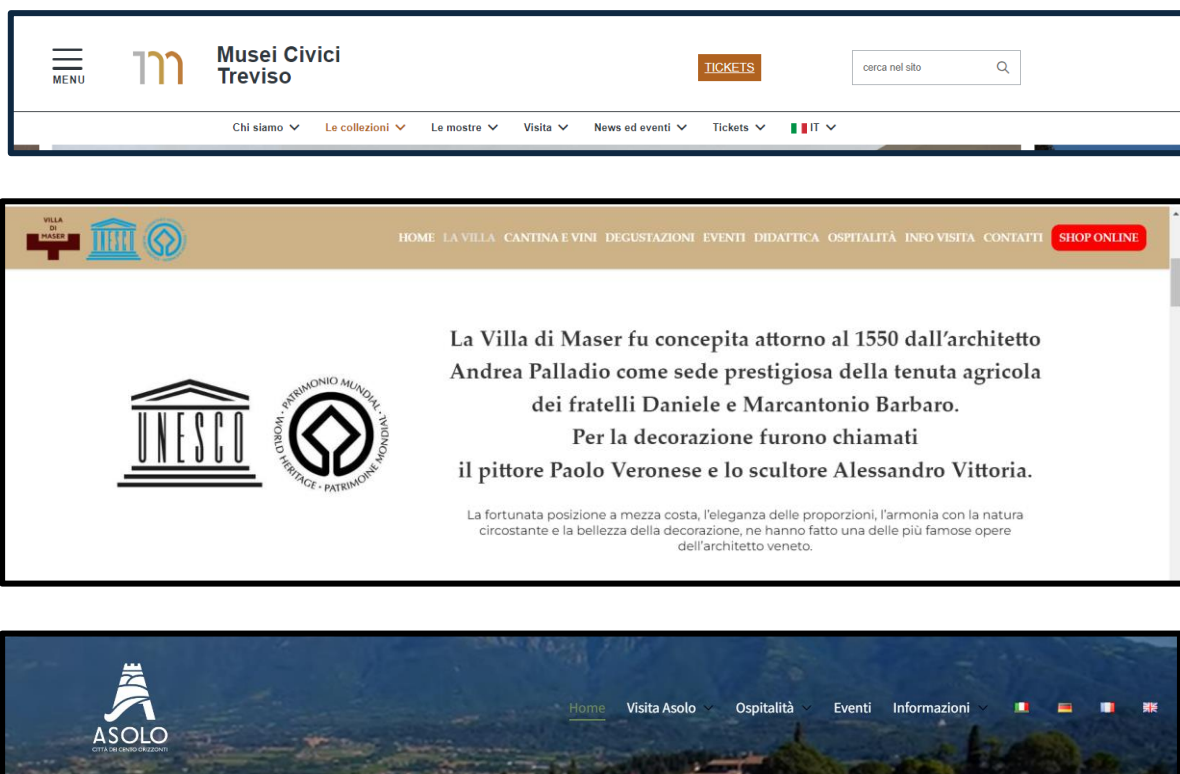 MENU
Musei Civici
Treviso
TICKETS
cerca nel sito
Chi siamo Le collezioni Le mostre Visita News ed eventi Tickets IT
VILLA
DI
MASER
HOME LA VILLA CANTINA E VINI DEGUSTAZIONI EVENTI DIDATTICA OSPITALITÀ INFO VISITA CONTATTI SHOP ONLINE
La Villa di Maser fu concepita attorno al 1550 dall'architetto
Andrea Palladio come sede prestigiosa della tenuta agricola
dei fratelli Daniele e Marcantonio Barbaro.
Per la decorazione furono chiamati
il pittore Paolo Veronese e lo scultore Alessandro Vittoria.
UNESCO
WORLD HERITAGE • PATRIMOINE MONDIAL • PATRIMONIO MUNDIAL
La fortunata posizione a mezza costa, l'eleganza delle proporzioni, l'armonia con la natura
circostante e la bellezza della decorazione, ne hanno fatto una delle più famose opere
dell'architetto veneto.
ASOLO
CITTÀ DEI CENTO ORIZZONTI
Home Visita Asolo Ospitalità Eventi Informazioni